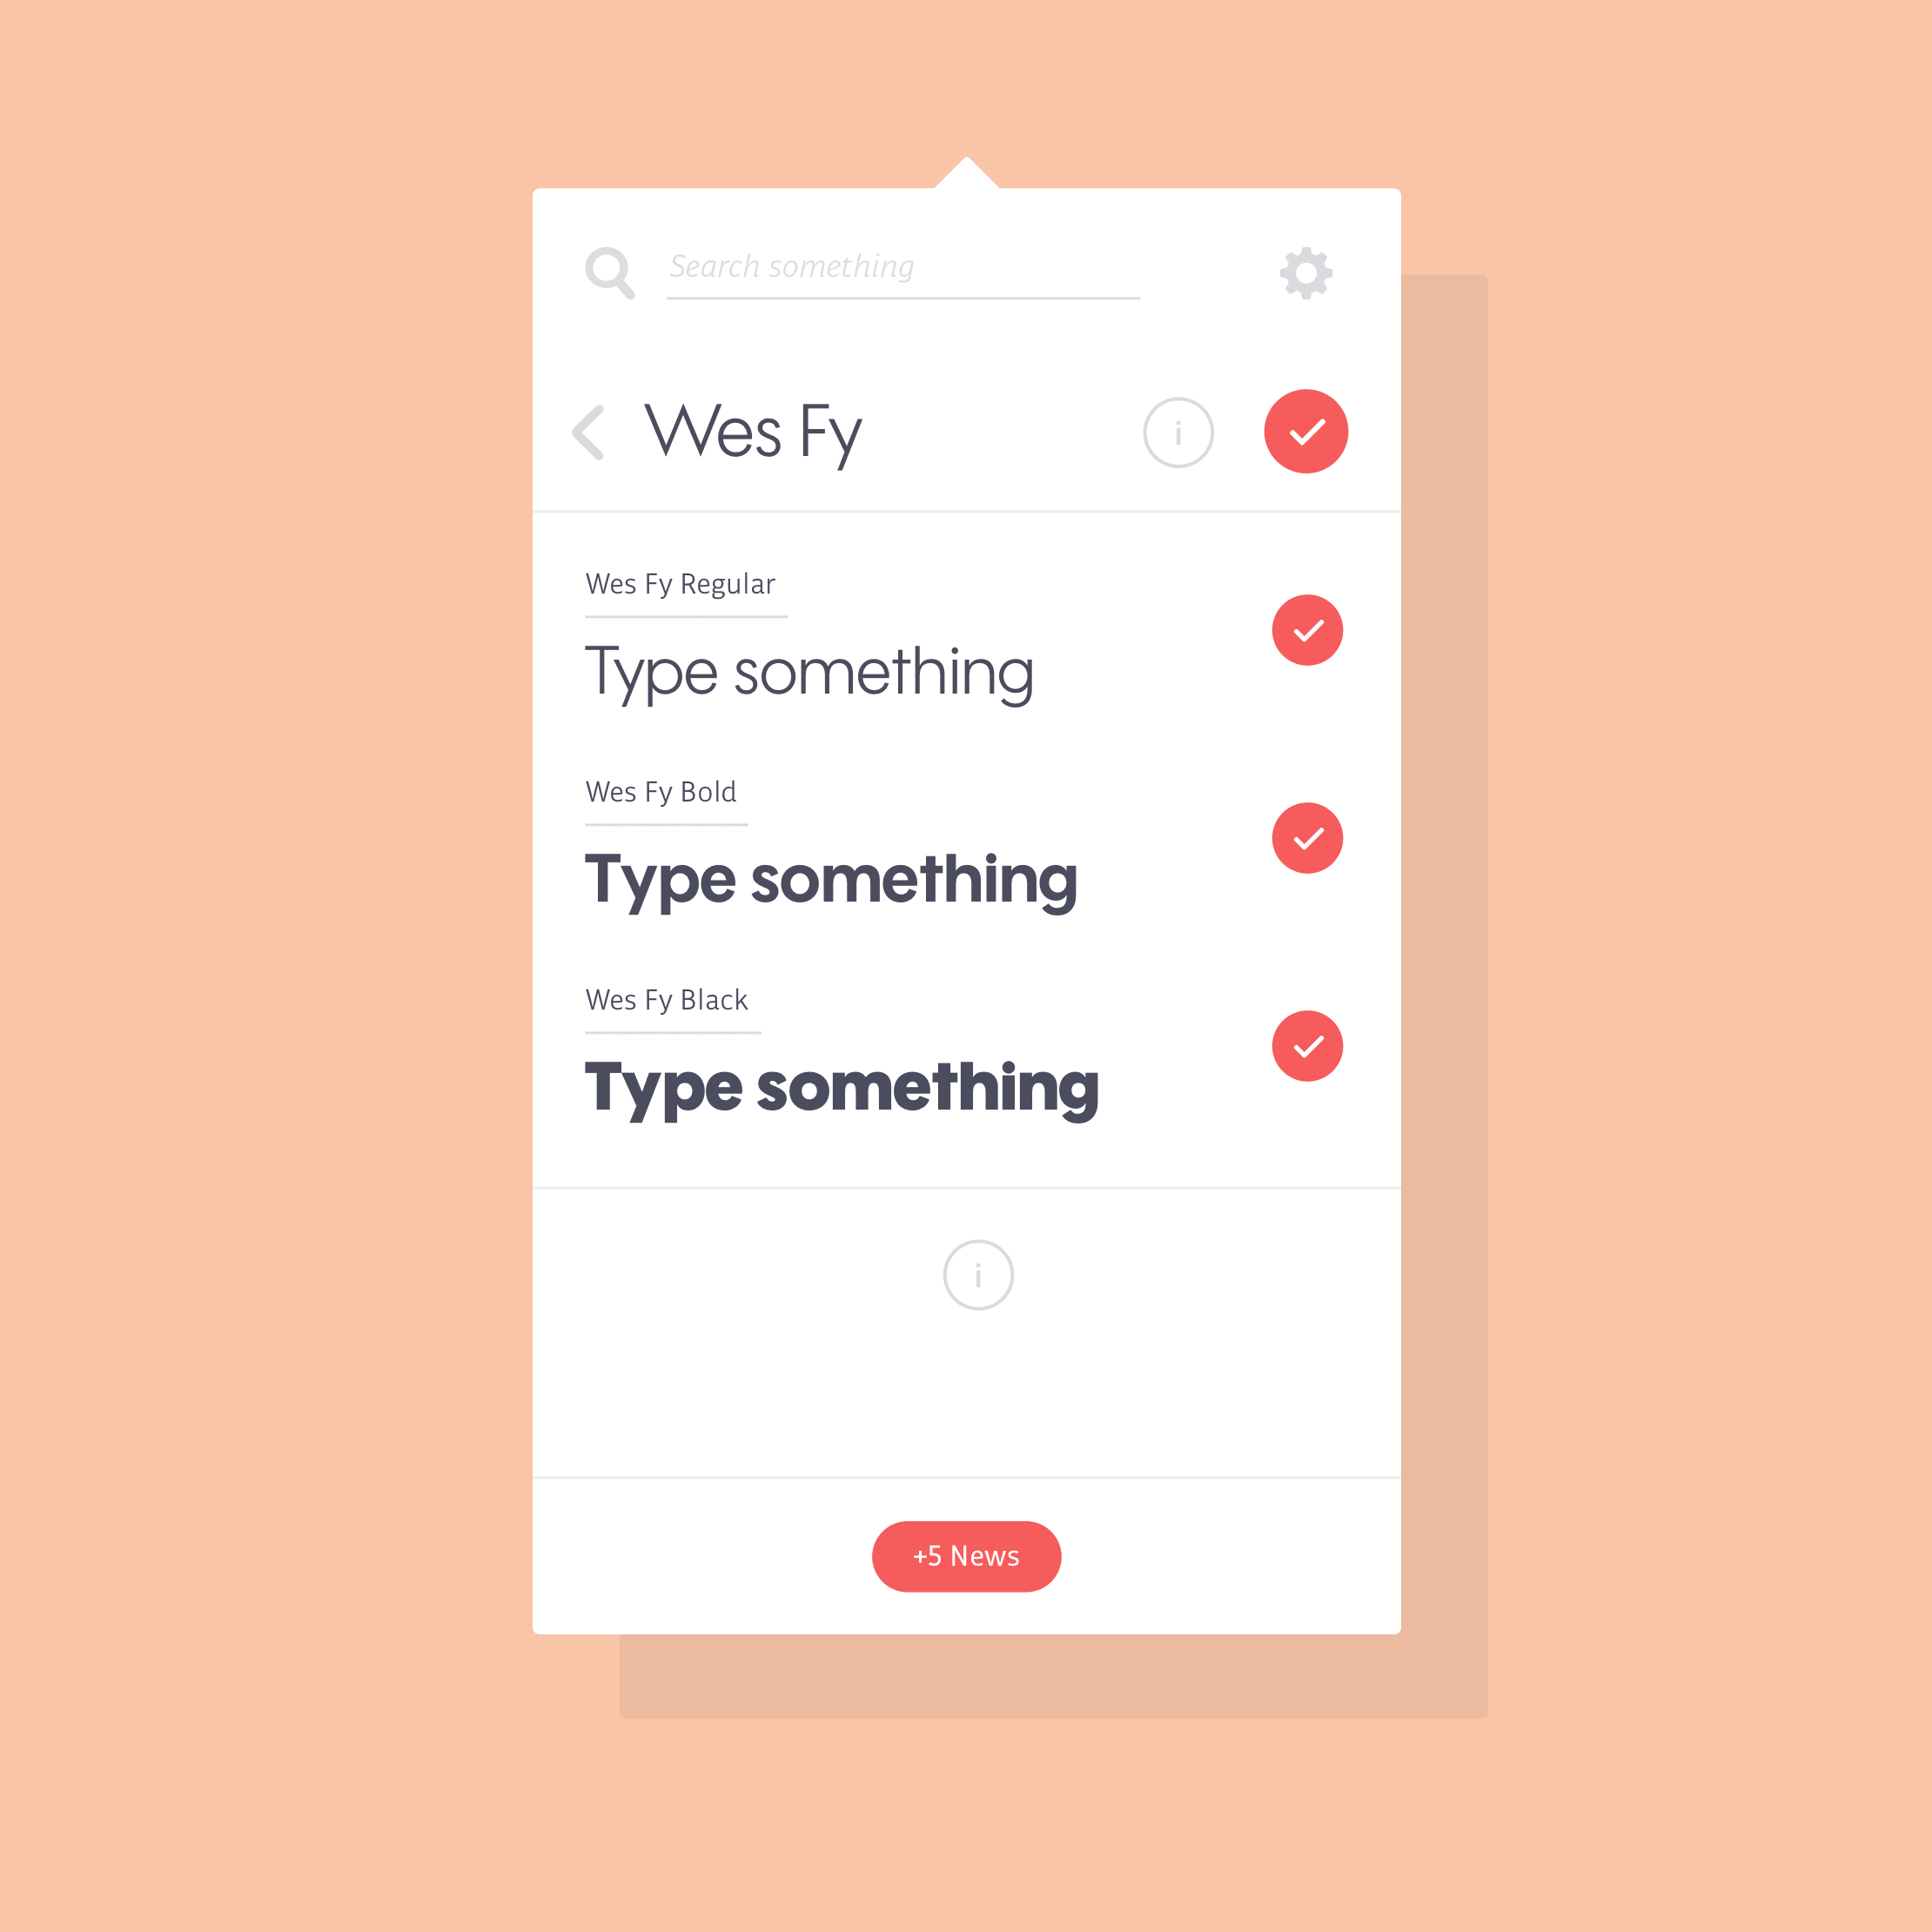 Search something
Wes Fy
i
Wes Fy Regular
Type something
Wes Fy Bold
Type something
Wes Fy Black
Type something
i
+5 News